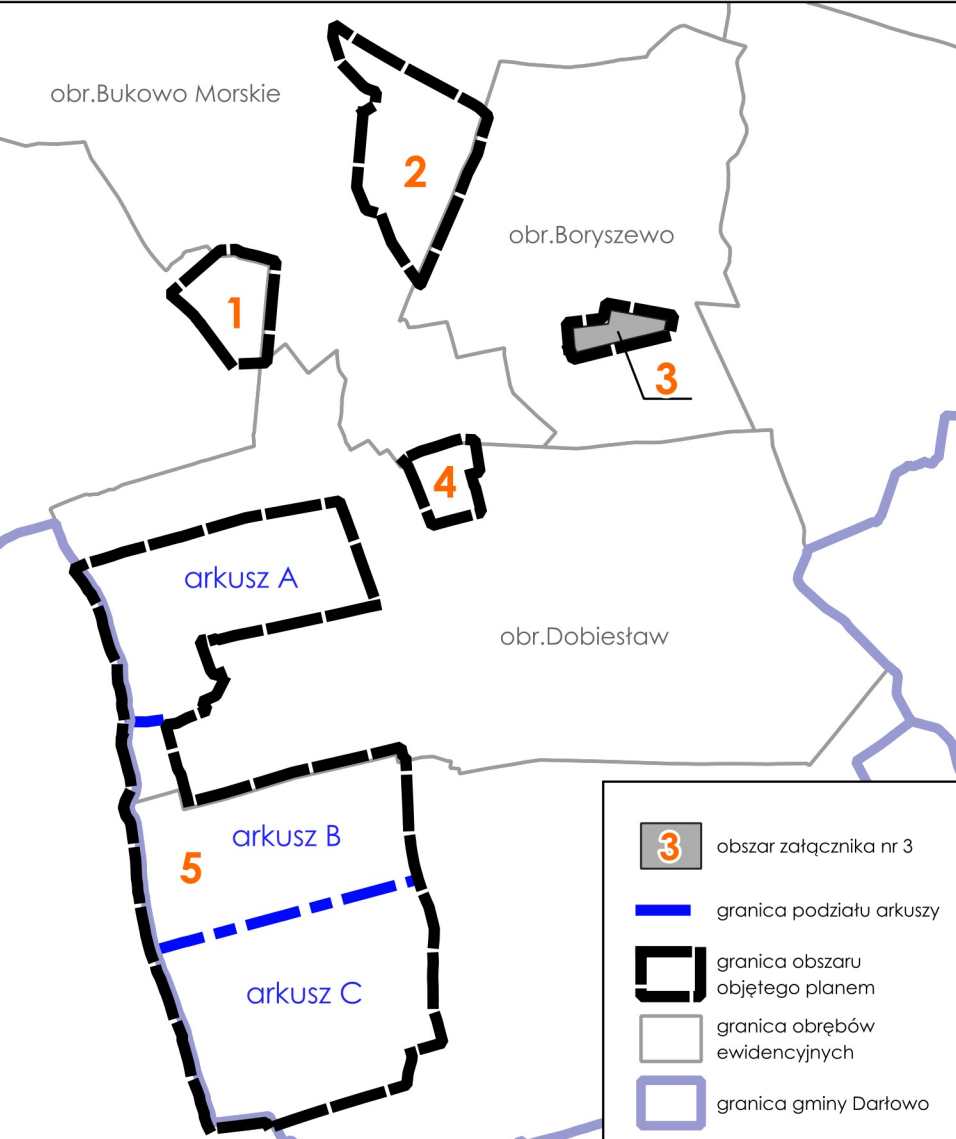 obr.Bukowo Morskie
2
obr.Boryszewo
1
3
4
arkusz A
obr.Dobiesław
arkusz B
5
arkusz C
3 obszar załącznika nr 3
granica podziału arkuszy
granica obszaru
objętego planem
granica obrębów
ewidencyjnych
granica gminy Darłowo